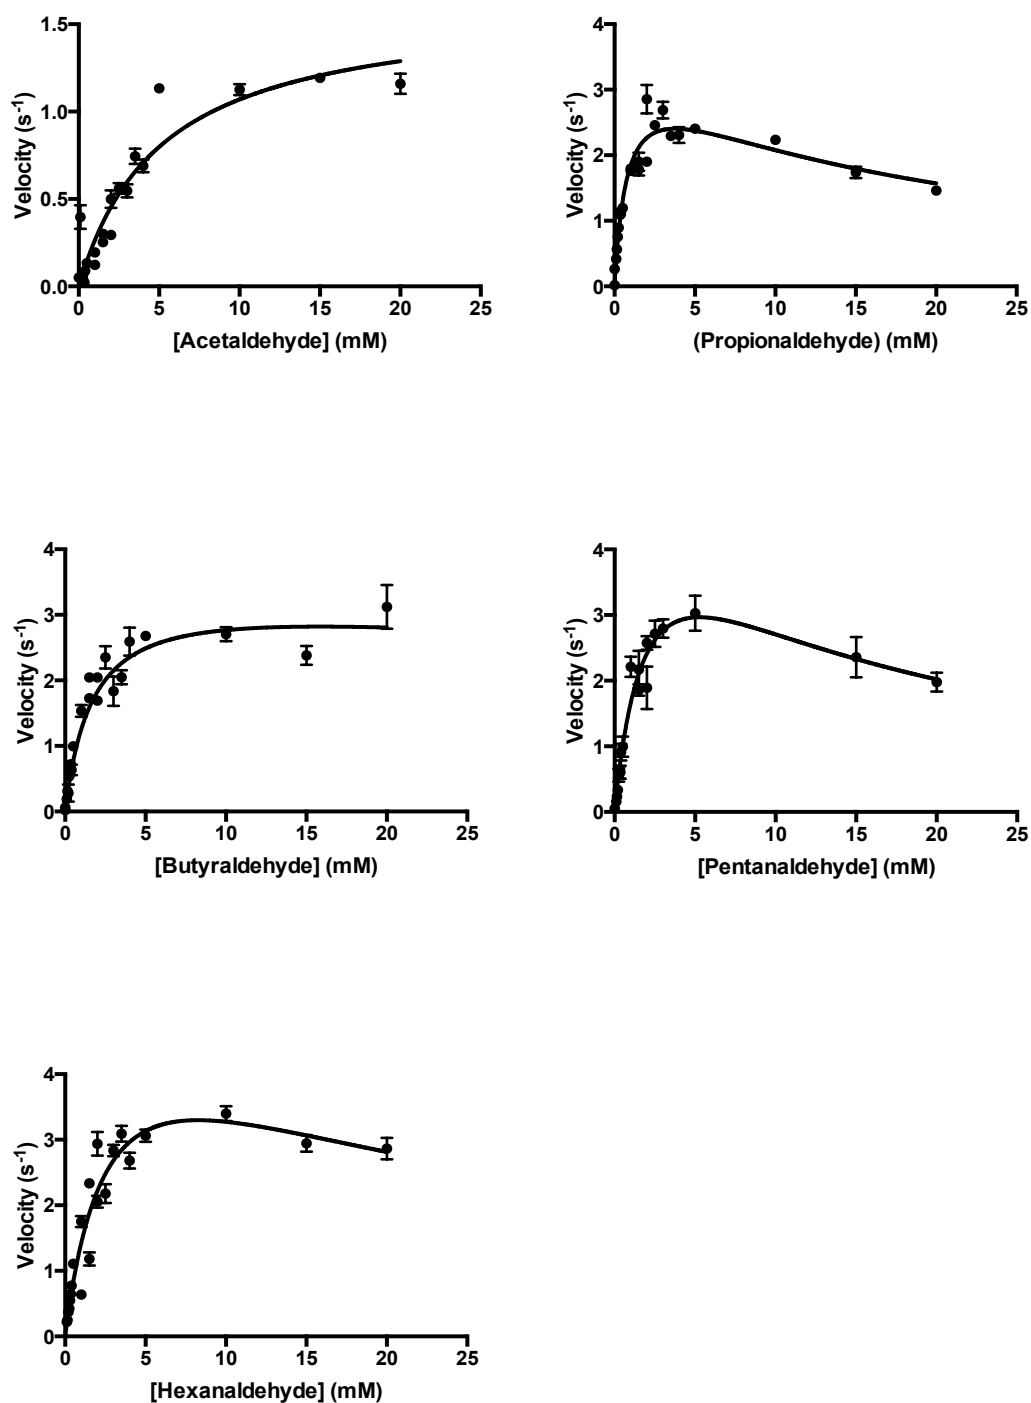 1.5
1.0
0.5
0.0
Velocity (s-1)
0 5 10 15 20 25
[Acetaldehyde] (mM)
4
3
2
1
0
Velocity (s-1)
0 5 10 15 20 25
(Propionaldehyde) (mM)
4
3
2
1
0
Velocity (s-1)
0 5 10 15 20 25
[Butyraldehyde] (mM)
4
3
2
1
0
Velocity (s-1)
0 5 10 15 20 25
[Pentanaldehyde] (mM)
4
3
2
1
0
Velocity (s-1)
0 5 10 15 20 25
[Hexanaldehyde] (mM)